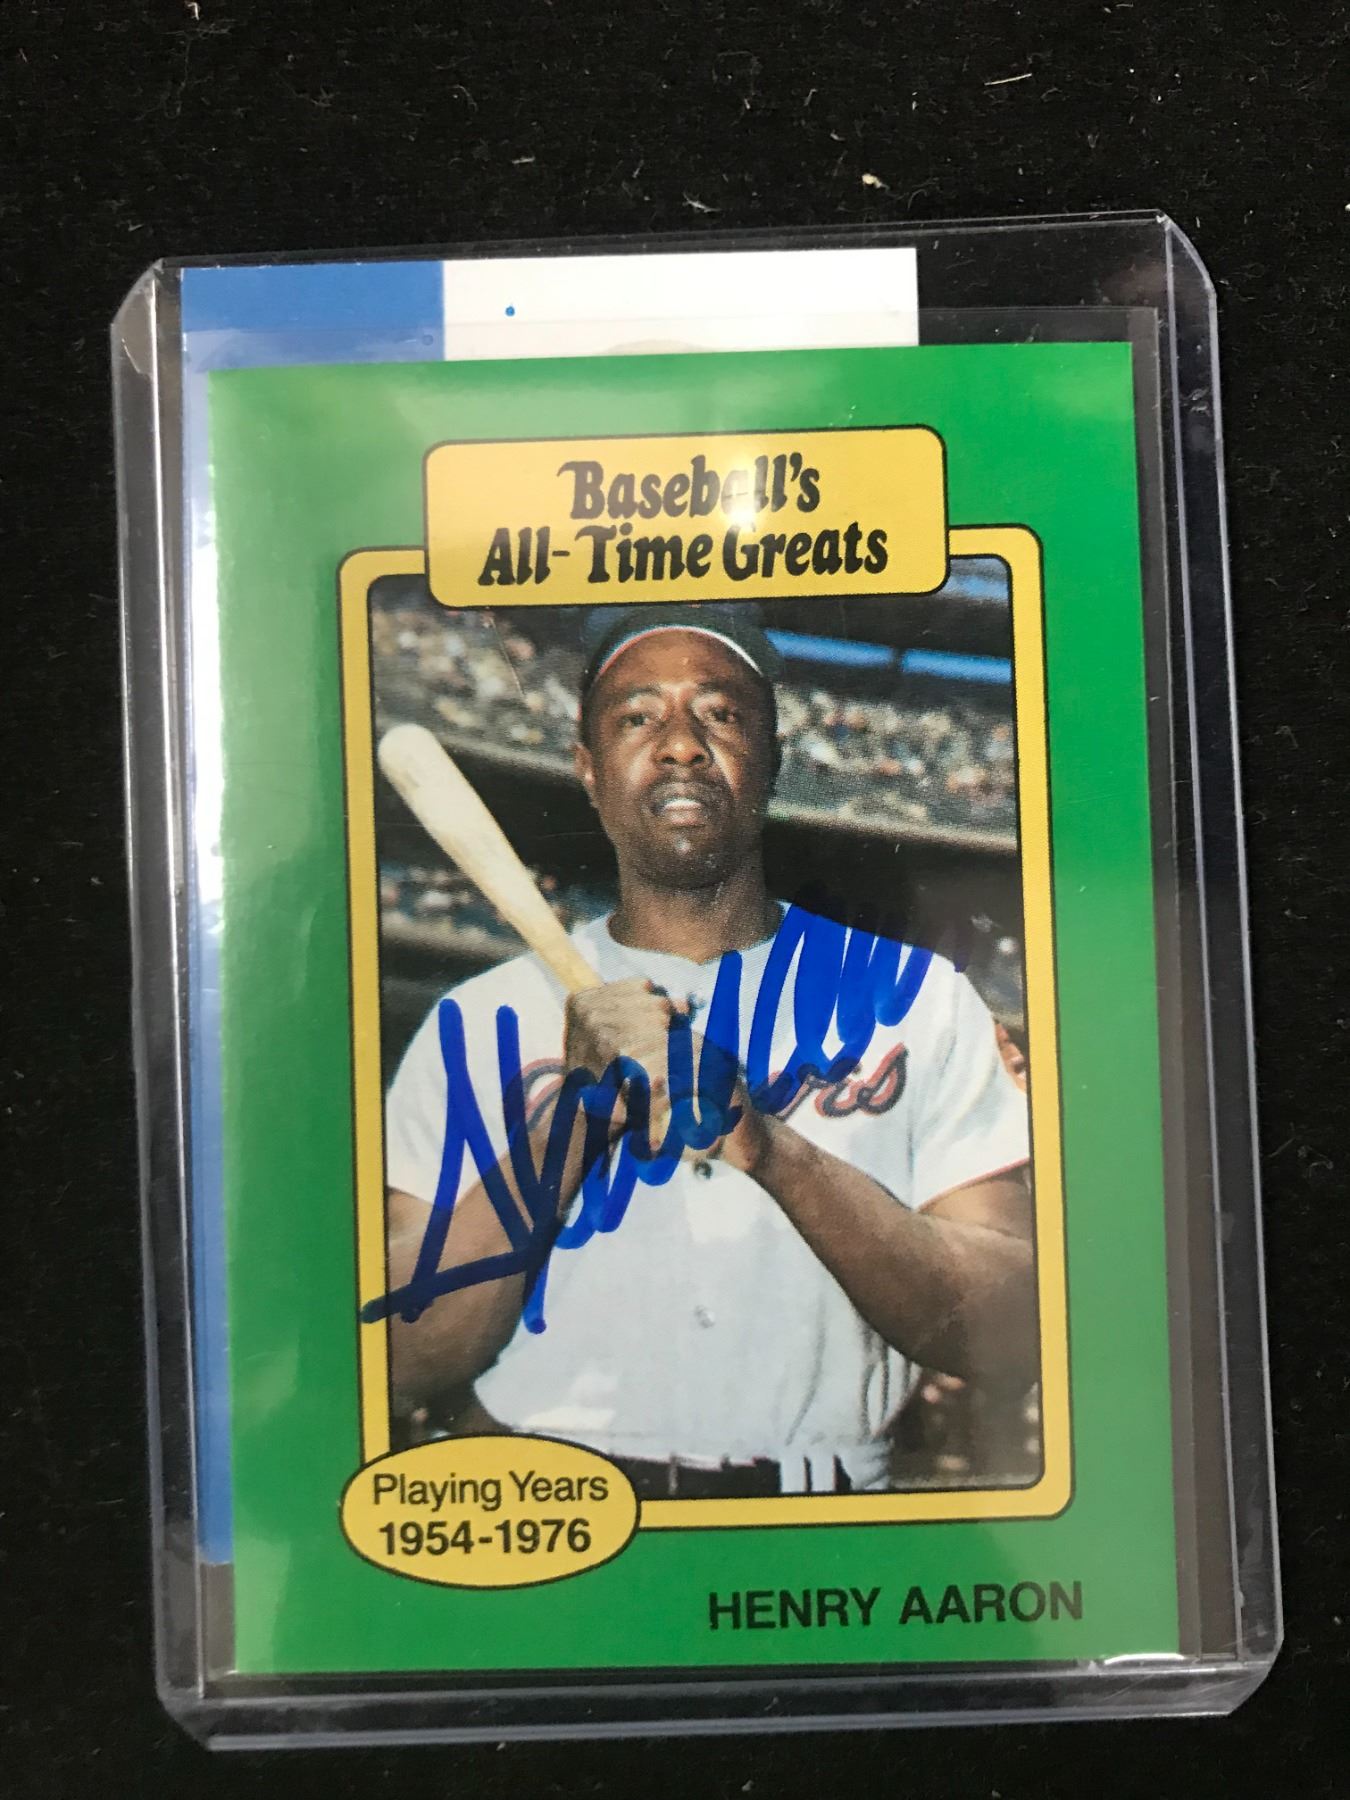 Baseball's
All-Time Greats
Playing Years
1954-1976
HENRY AARON